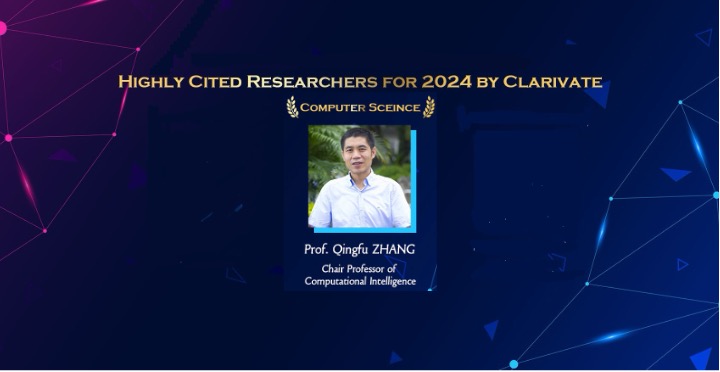 HIGHLY CITED RESEARCHERS FOR 2024 BY CLARIVATE
COMPUTER SCEINCE
Prof. Qingfu ZHANG
Chair Professor of
Computational Intelligence